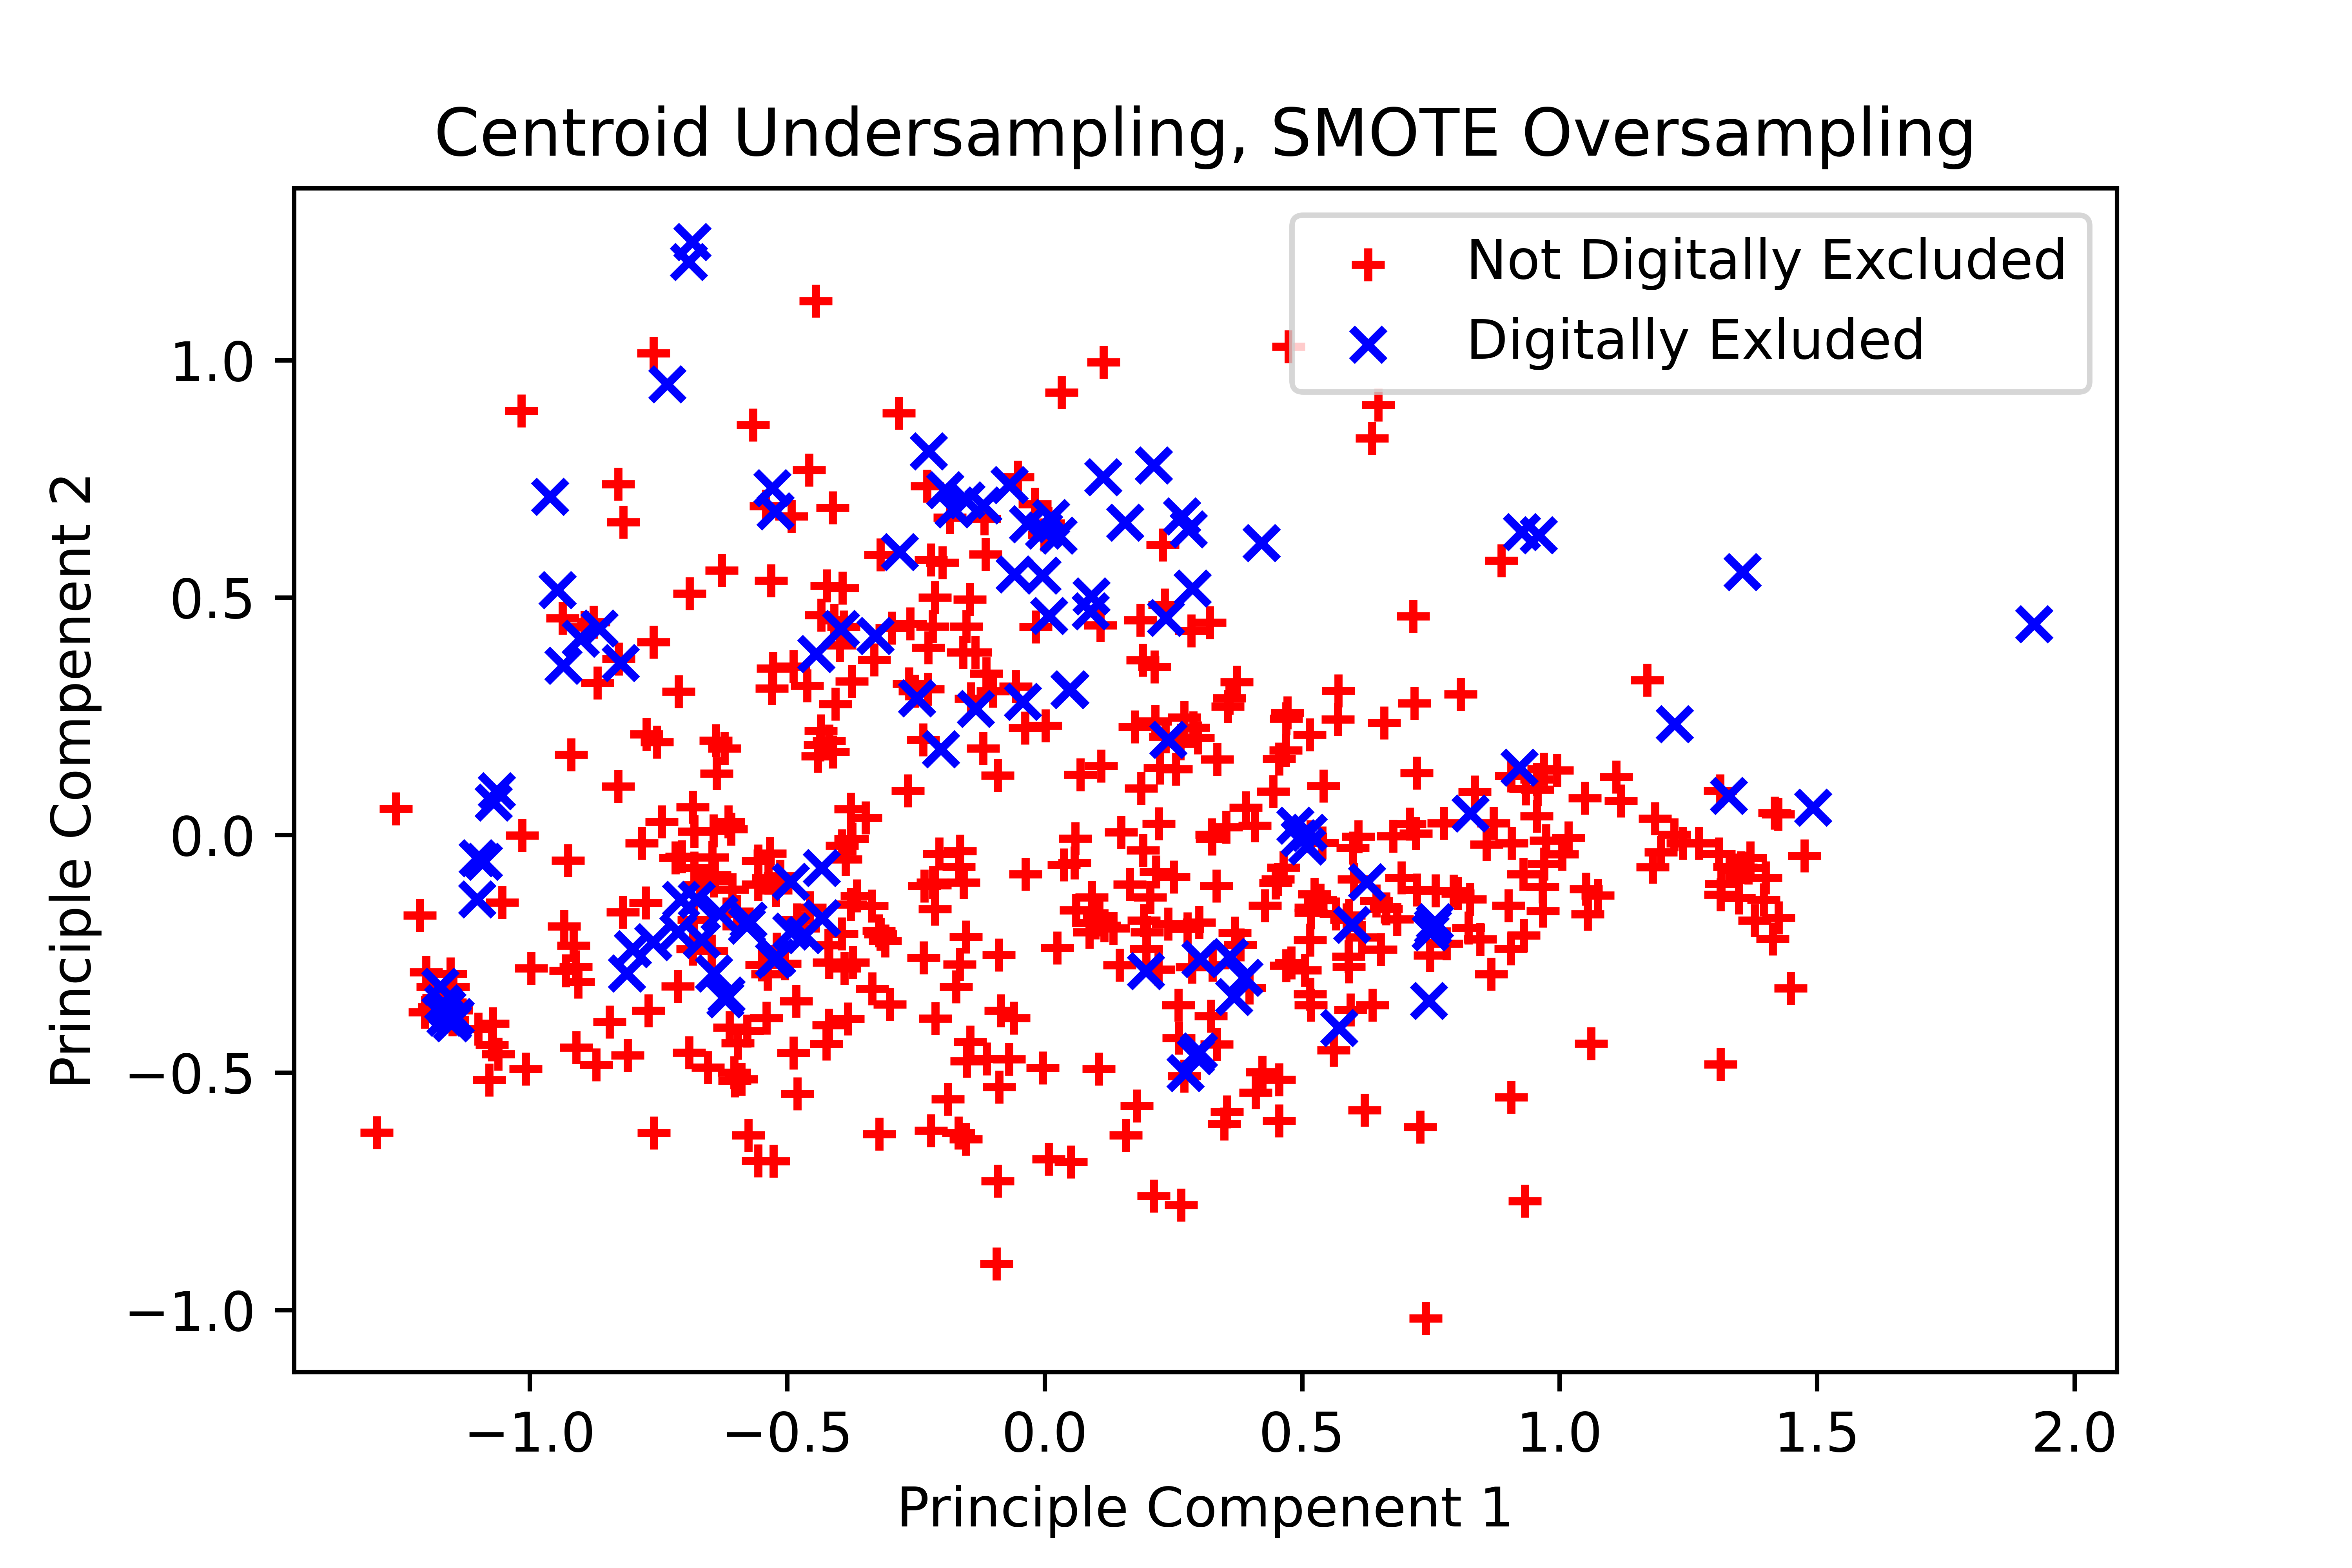 Centroid Undersampling, SMOTE Oversampling
Not Digitally Excluded
Digitally Exluded
Principle Compenent 2
1.0
0.5
0.0
−0.5
−1.0
−1.0 −0.5 0.0 0.5 1.0 1.5 2.0
Principle Compenent 1